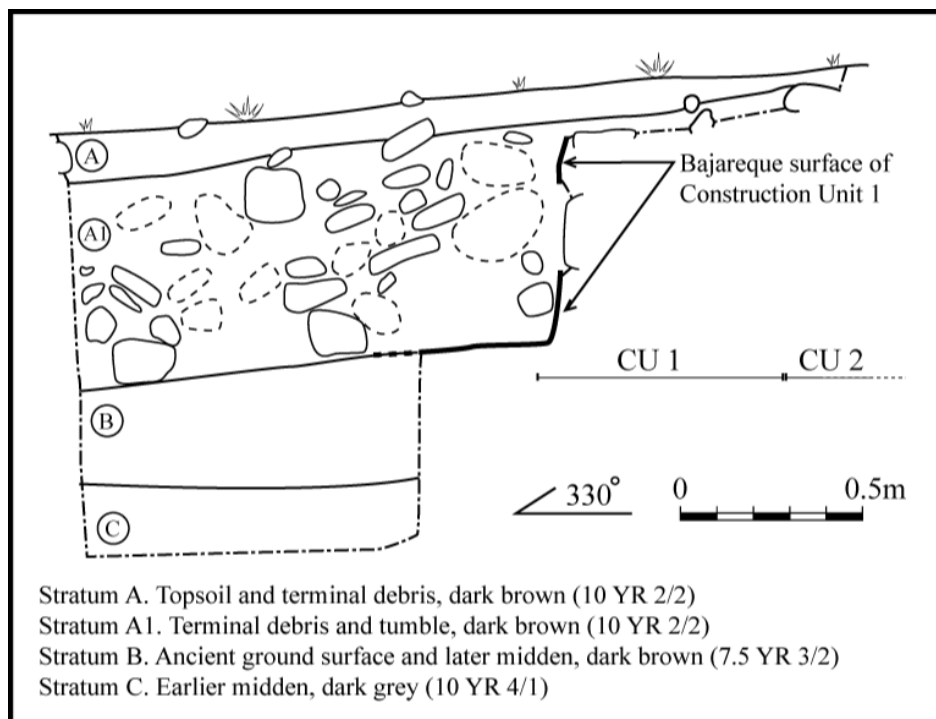 A
Bajareque surface of
Construction Unit 1
A1
CU 1 CU 2
B
330° 0 0.5m
C
Stratum A. Topsoil and terminal debris, dark brown (10 YR 2/2)
Stratum A1. Terminal debris and tumble, dark brown (10 YR 2/2)
Stratum B. Ancient ground surface and later midden, dark brown (7.5 YR 3/2)
Stratum C. Earlier midden, dark grey (10 YR 4/1)